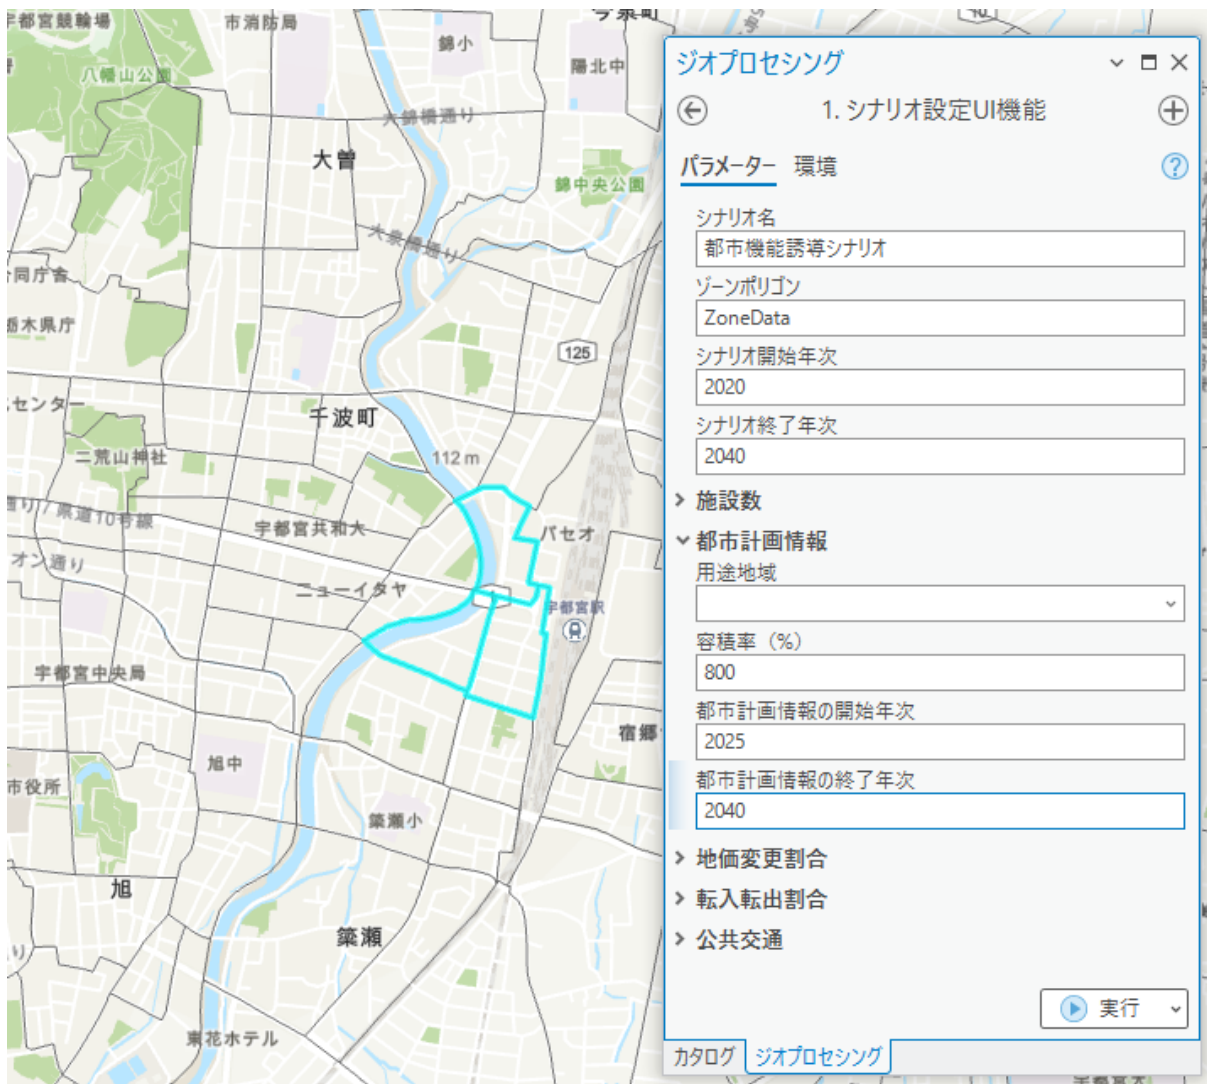 宇都宮競輪場
市消防局
今泉町
40
錦小
陽北中
八幡山公園
大錦橋通り
大曽
錦中央公園
大泉橋通り
合同庁舎
栃木県庁
125
センター
千波町
二荒山神社
112 m
通り / 県道10号線
宇都宮共和大
パセオ
オン通り
ニューイタヤ
宇都宮駅
宇都宮中央局
宿郷
旭中
市役所
簗瀬小
旭
簗瀬
東花ホテル
ジオプロセシング
1. シナリオ設定UI機能
パラメーター 環境
シナリオ名
都市機能誘導シナリオ
ゾーンポリゴン
ZoneData
シナリオ開始年次
2020
シナリオ終了年次
2040
施設数
都市計画情報
用途地域
容積率（%）
800
都市計画情報の開始年次
2025
都市計画情報の終了年次
2040
地価変更割合
転入転出割合
公共交通
実行
カタログ ジオプロセシング